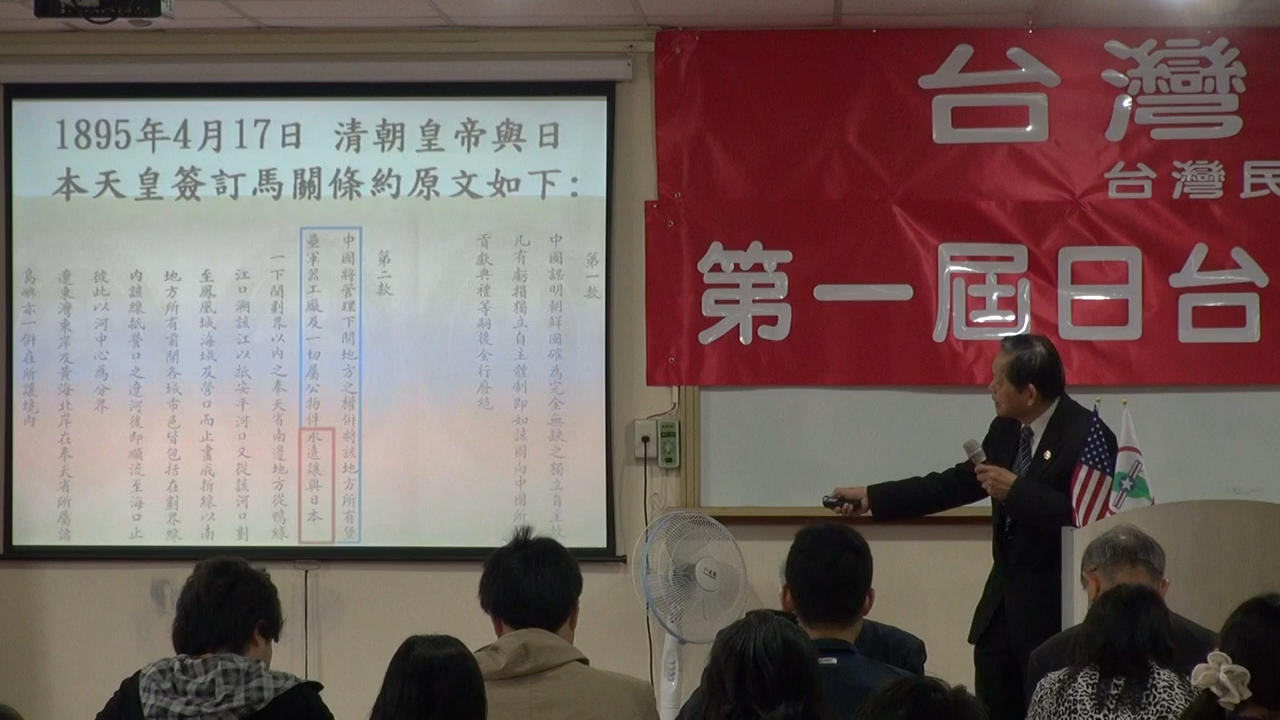 1895年4月17日 清朝皇帝與日
本天皇簽訂馬關條約原文如下:
第一款
中國認明朝鮮國確為完全無缺之獨立自主故
凡有虧損獨立自主體制即如該國向中國所
貢獻典禮等嗣後全行廢絕
第二款
中國將管理下開地方之權併將該地方所有堡
壘軍器工廠及一切屬公物件永遠讓與日本
一下開劃界以內之奉天省南邊地方從鴨綠
江口溯該江以抵安平河口又從該河口劃
至鳳凰城海城及營口而止畫成折線以南
地方所有前開各城市邑皆包括在劃界線
內該線抵營口之遼河後即順流至海口止
彼此以河中心為分界
遼東灣東岸及黃海北岸在奉天省所屬諸
島嶼亦一併在所讓境內
台灣
台灣民
第一屆日台